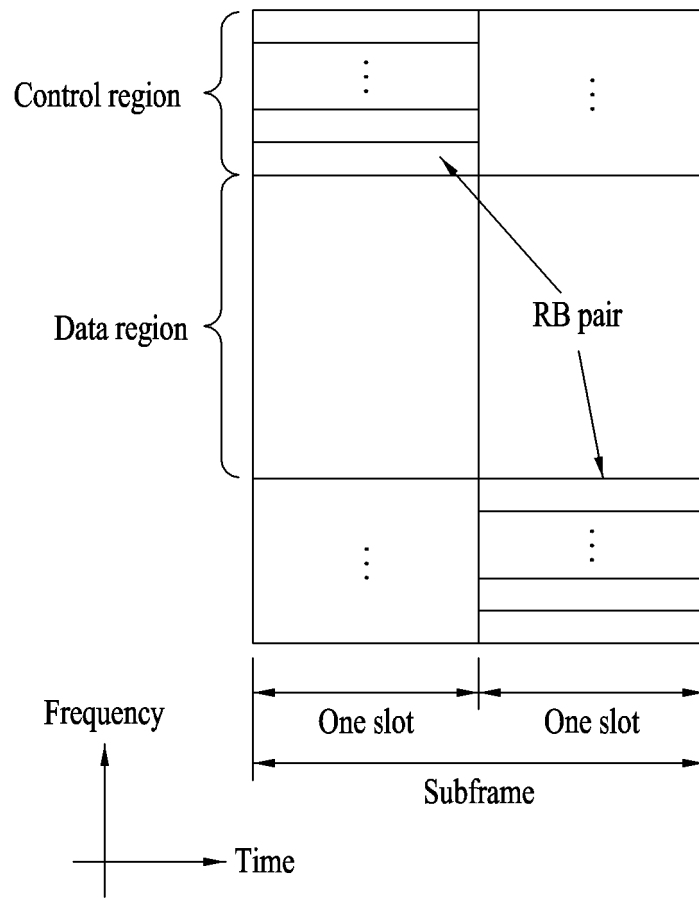 Control region
Data region
RB pair
One slot
One slot
Subframe
Frequency
Time